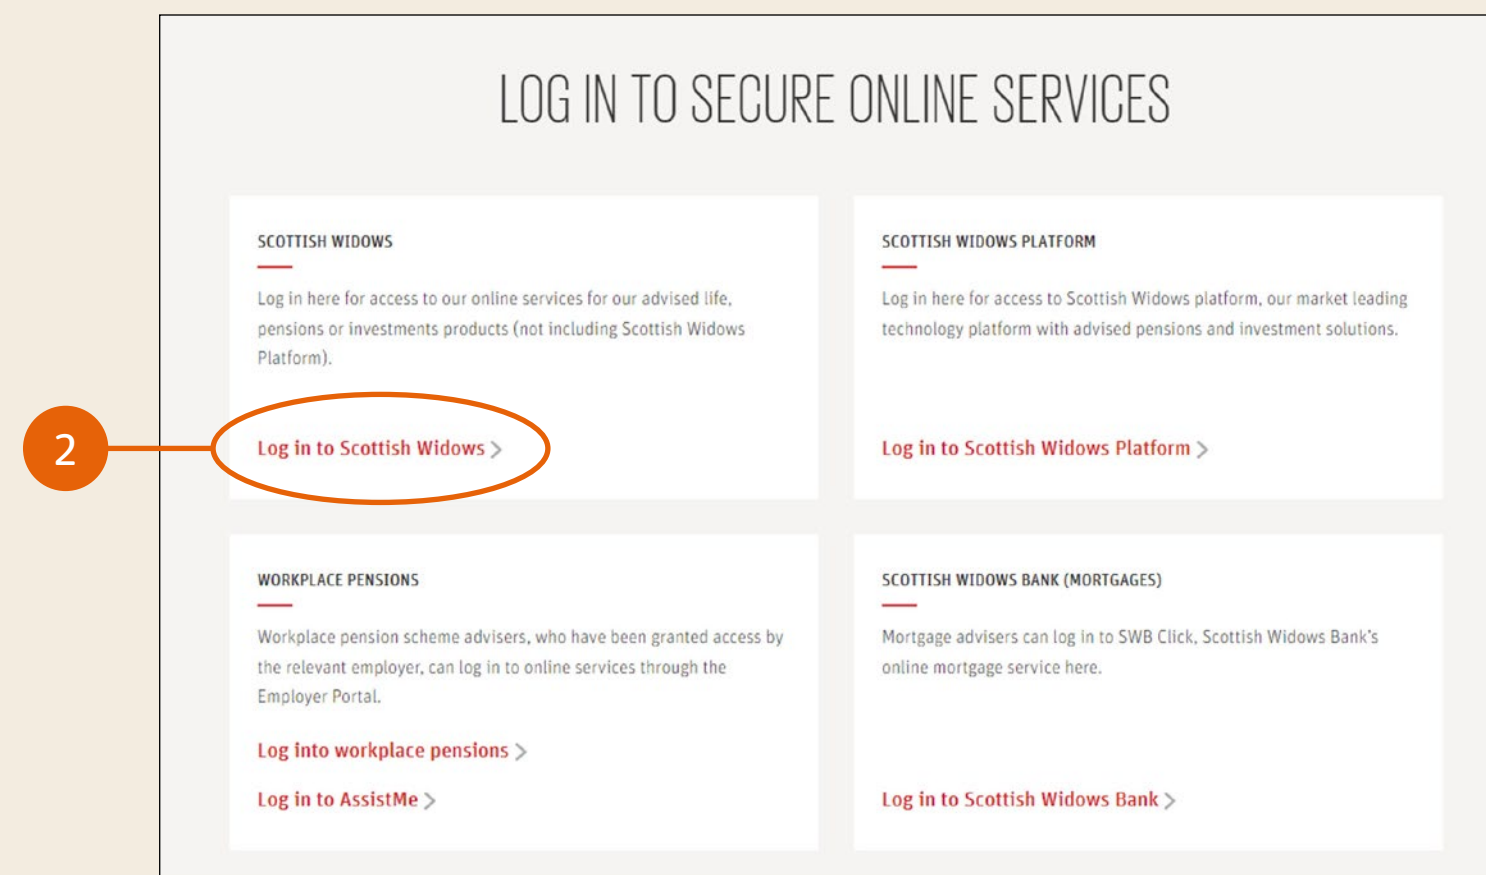 LOG IN TO SECURE ONLINE SERVICES
SCOTTISH WIDOWS
Log in here for access to our online services for our advised life,
pensions or investments products (not including Scottish Widows
Platform).
2
Log in to Scottish Widows >
SCOTTISH WIDOWS PLATFORM
Log in here for access to Scottish Widows platform, our market leading
technology platform with advised pensions and investment solutions.
Log in to Scottish Widows Platform >
WORKPLACE PENSIONS
Workplace pension scheme advisers, who have been granted access by
the relevant employer, can log in to online services through the
Employer Portal.
Log into workplace pensions >
Log in to AssistMe >
SCOTTISH WIDOWS BANK (MORTGAGES)
Mortgage advisers can log in to SWB Click, Scottish Widows Bank's
online mortgage service here.
Log in to Scottish Widows Bank >